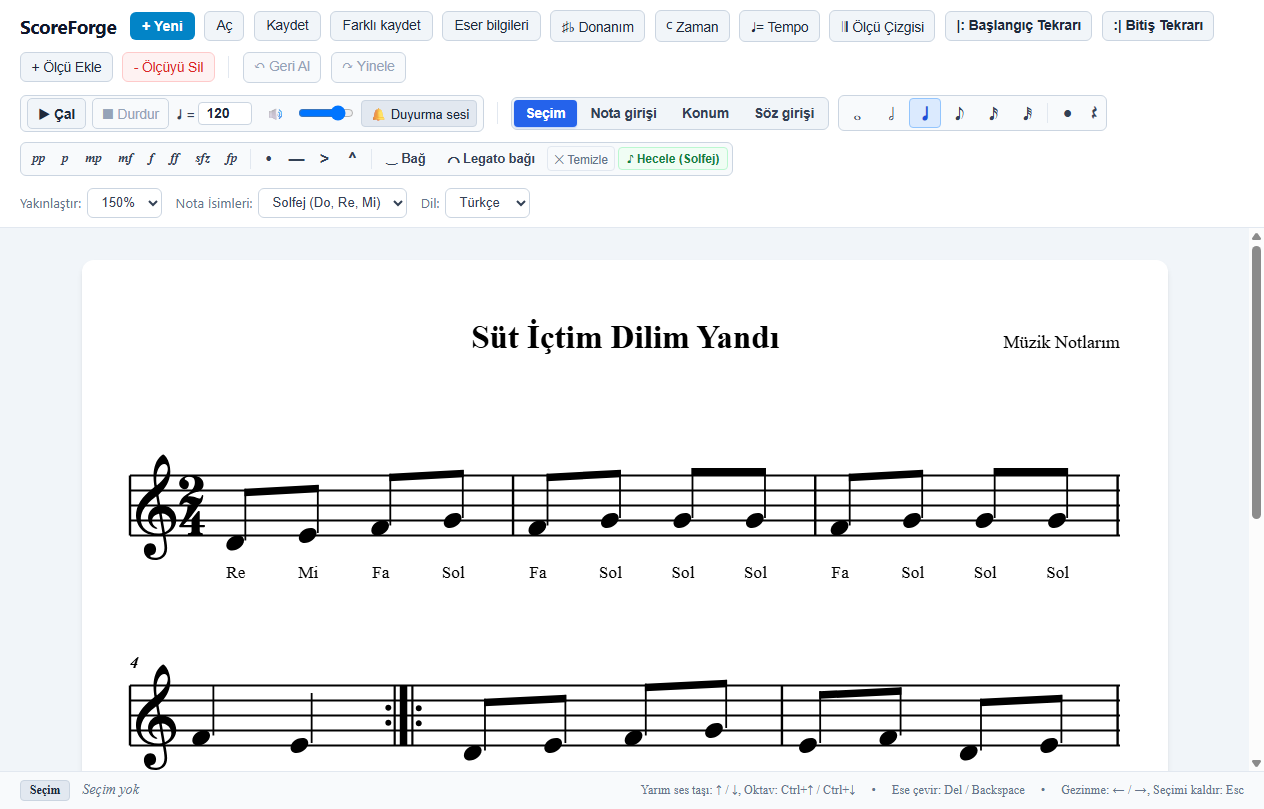 ScoreForge + Yeni Aç Kaydet Farklı kaydet Eser bilgileri ♯♭ Donanım C Zaman ♩= Tempo Ölçü Çizgisi |: Başlangıç Tekrarı :| Bitiş Tekrarı
+ Ölçü Ekle - Ölçüyü Sil ↶ Geri Al ↷ Yinele
▶ Çal ■ Durdur ♩ = 120 🔊 🔔 Duyurma sesi Seçim Nota girişi Konum Söz girişi
pp p mp mf f ff sfz fp • — > ^ Bağ Legato bağı Temizle ♪ Hecele (Solfej)
Yakınlaştır: 150% Nota İsimleri: Solfej (Do, Re, Mi) Dil: Türkçe
Süt İçtim Dilim Yandı
Müzik Notlarım
2
4
Re Mi Fa Sol Fa Sol Sol Sol Fa Sol Sol Sol
4
Seçim Seçim yok Yarım ses taşı: ↑ / ↓, Oktav: Ctrl+↑ / Ctrl+↓ • Ese çevir: Del / Backspace • Gezinme: ← / →, Seçimi kaldır: Esc